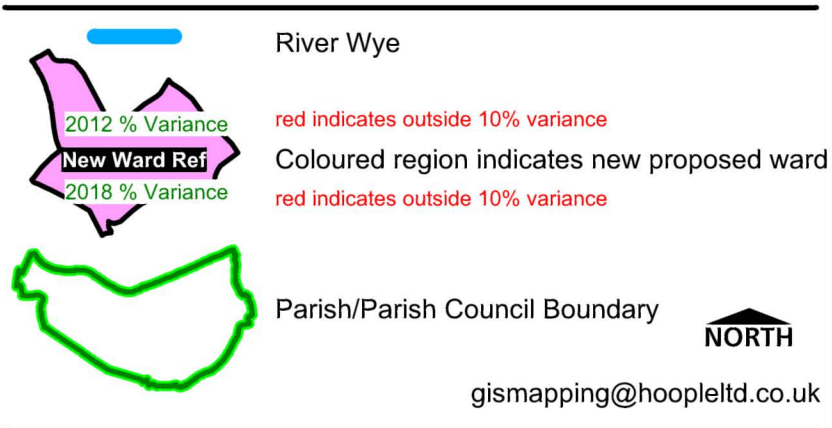 River Wye
2012 % Variance red indicates outside 10% variance
New Ward Ref Coloured region indicates new proposed ward
2018 % Variance red indicates outside 10% variance
Parish/Parish Council Boundary
NORTH
gismapping@hoopleltd.co.uk